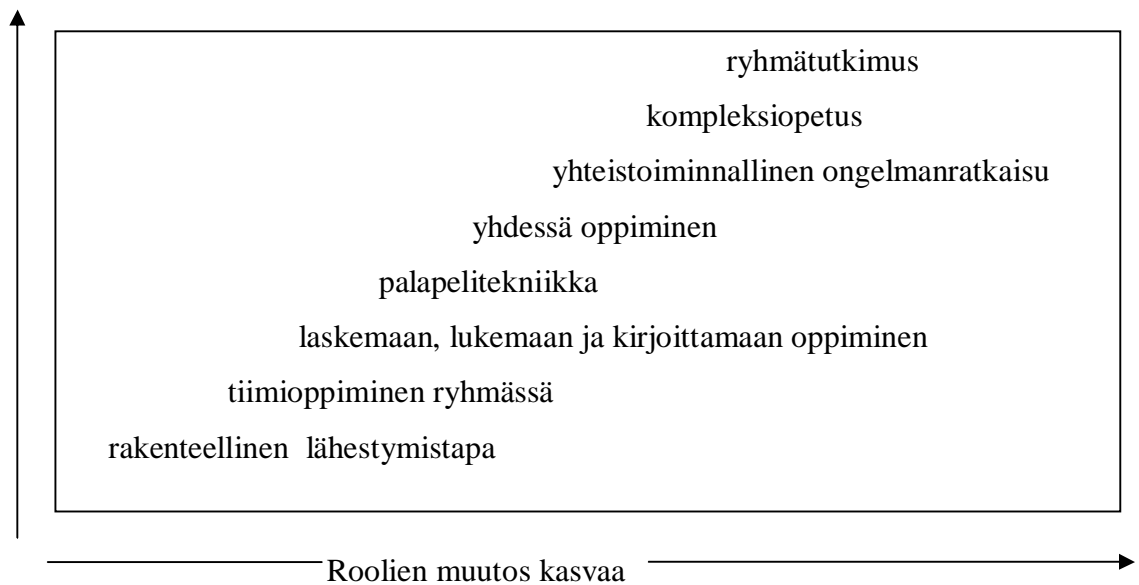 ryhmätutkimus
kompleksiopetus
yhteistoiminnallinen ongelmanratkaisu
yhdessä oppiminen
palapelitekniikka
laskemaan, lukemaan ja kirjoittamaan oppiminen
tiimioppiminen ryhmässä
rakenteellinen lähestymistapa
Roolien muutos kasvaa